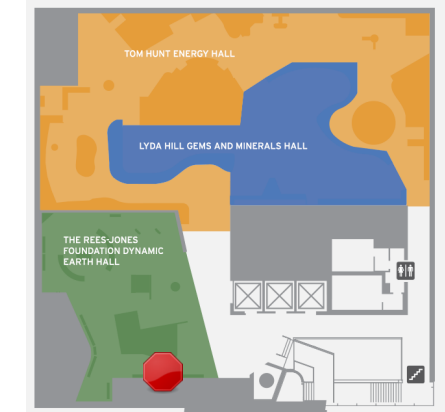 TOM HUNT ENERGY HALL
LYDA HILL GEMS AND MINERALS HALL
THE REES-JONES
FOUNDATION DYNAMIC
EARTH HALL